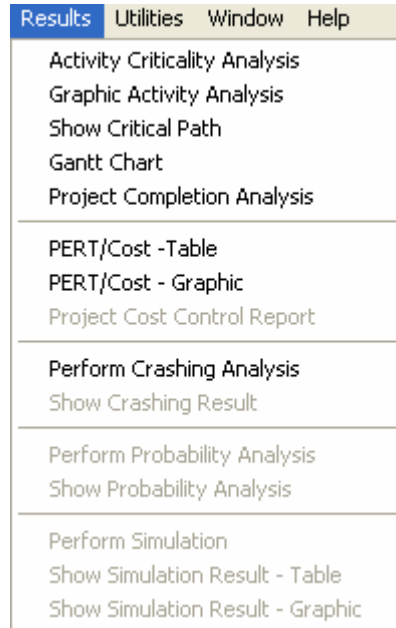 Results Utilities Window Help
Activity Criticality Analysis
Graphic Activity Analysis
Show Critical Path
Gantt Chart
Project Completion Analysis
PERT/Cost -Table
PERT/Cost - Graphic
Project Cost Control Report
Perform Crashing Analysis
Show Crashing Result
Perform Probability Analysis
Show Probability Analysis
Perform Simulation
Show Simulation Result - Table
Show Simulation Result - Graphic